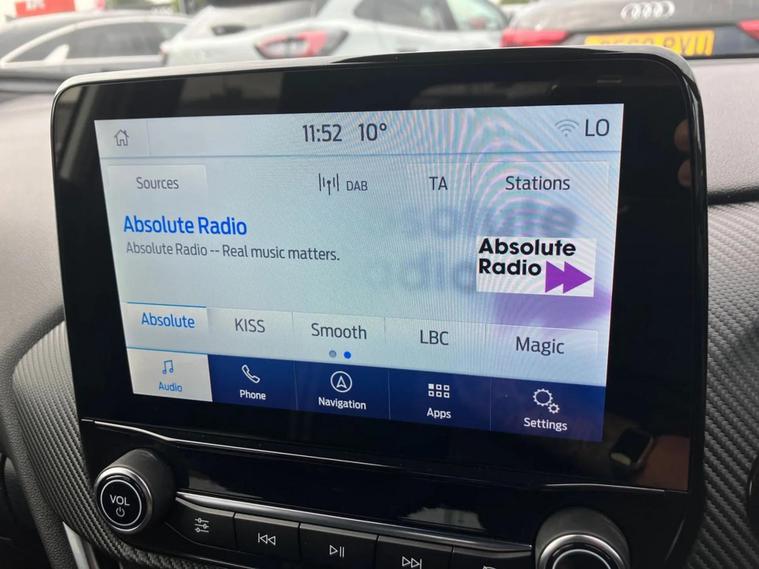 11:52 10° LO
Sources DAB TA Stations
Absolute Radio
Absolute Radio -- Real music matters.
Absolute
Radio
Absolute KISS Smooth LBC Magic
Audio Phone Navigation Apps Settings
VOL